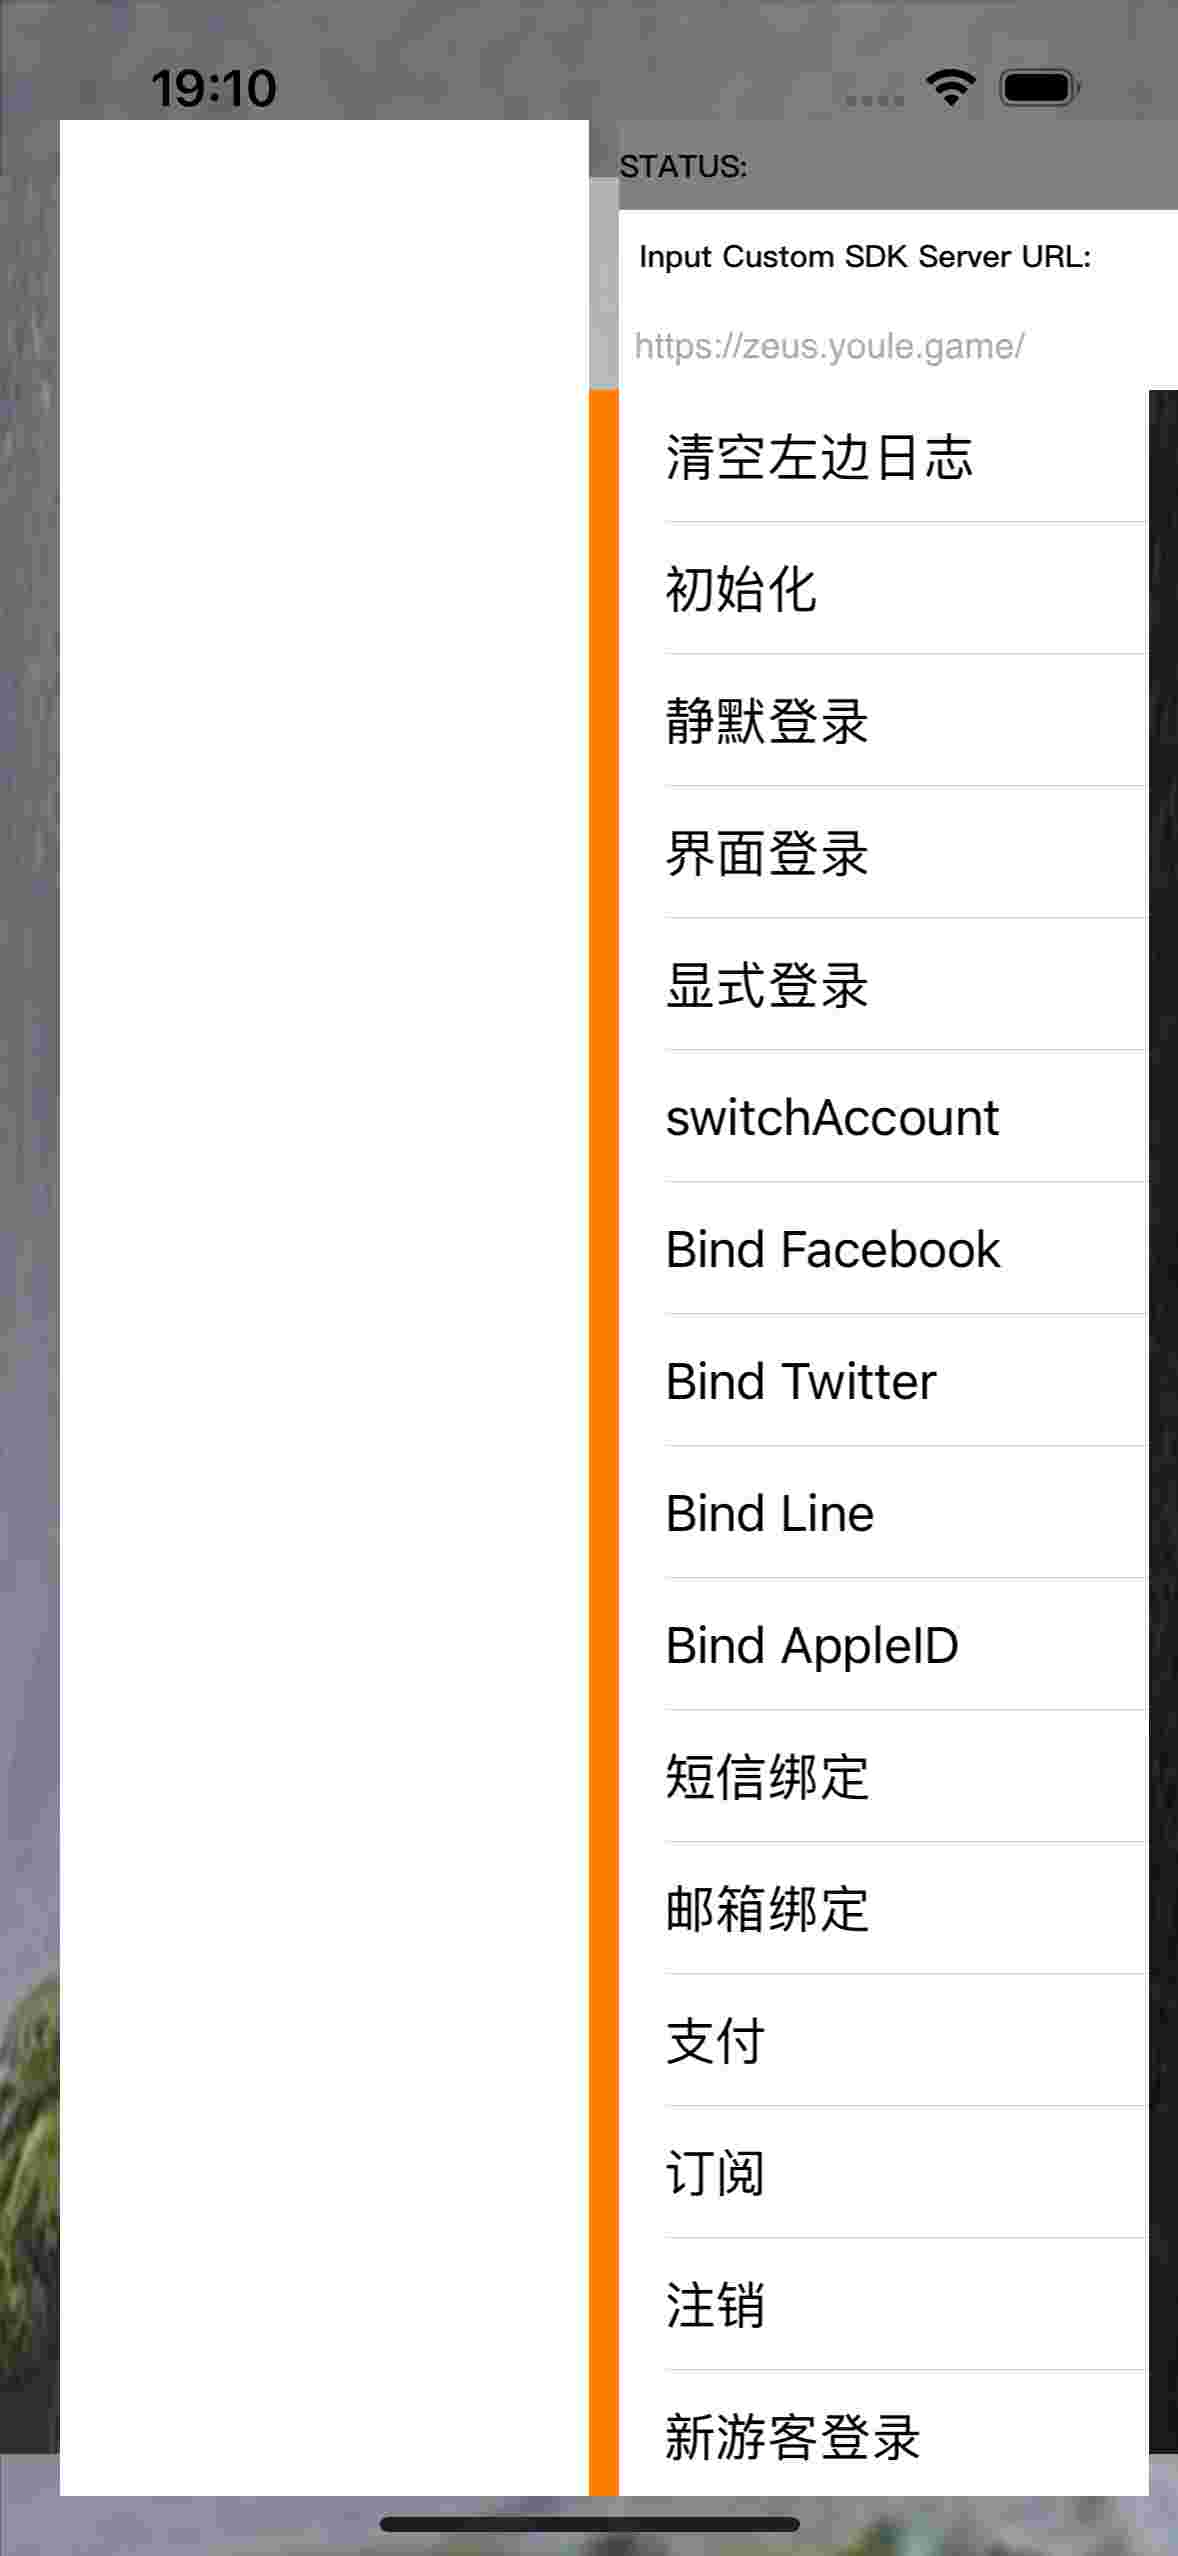 19:10
STATUS:
Input Custom SDK Server URL:
https://zeus.youle.game/
清空左边日志
初始化
静默登录
界面登录
显式登录
switchAccount
Bind Facebook
Bind Twitter
Bind Line
Bind AppleID
短信绑定
邮箱绑定
支付
订阅
注销
新游客登录